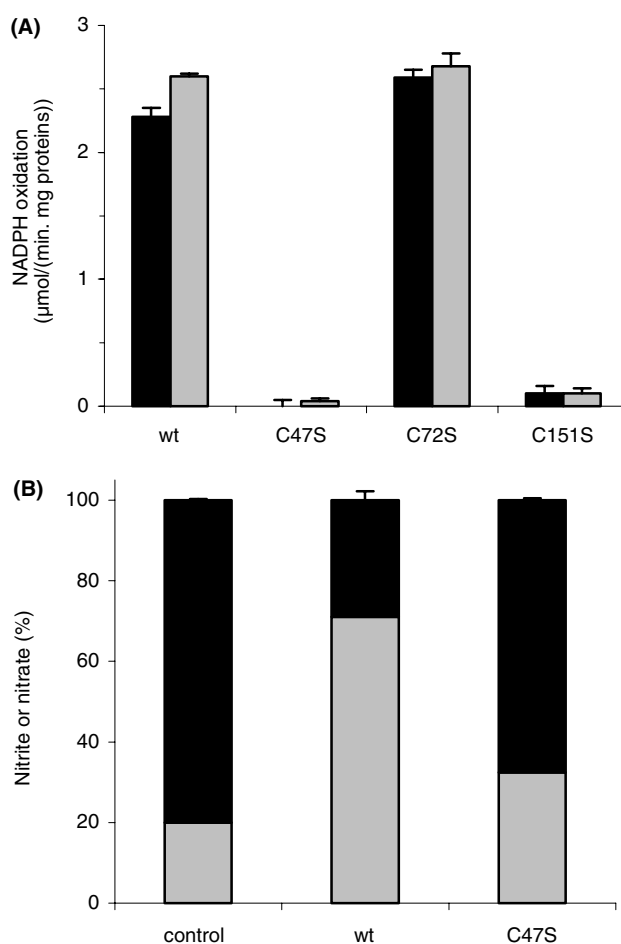 (A)
NADPH oxidation
(µmol/(min. mg proteins))
3
2
1
0
wt C47S C72S C151S
(B)
Nitrite or nitrate (%)
100
80
60
40
20
0
control wt C47S